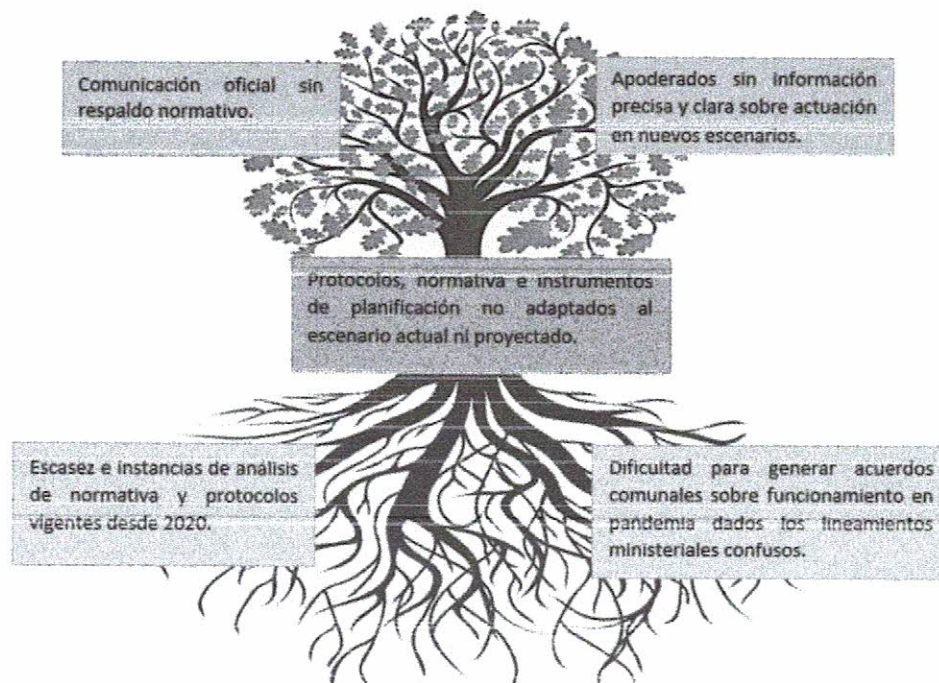 Comunicación oficial sin
respaldo normativo.
Apoderados sin información
precisa y clara sobre actuación
en nuevos escenarios.
Protocolos, normativa e instrumentos
de planificación no adaptados al
escenario actual ni proyectado.
Escasez e instancias de análisis
de normativa y protocolos
vigentes desde 2020.
Dificultad para generar acuerdos
comunales sobre funcionamiento en
pandemia dados los lineamientos
ministeriales confusos.